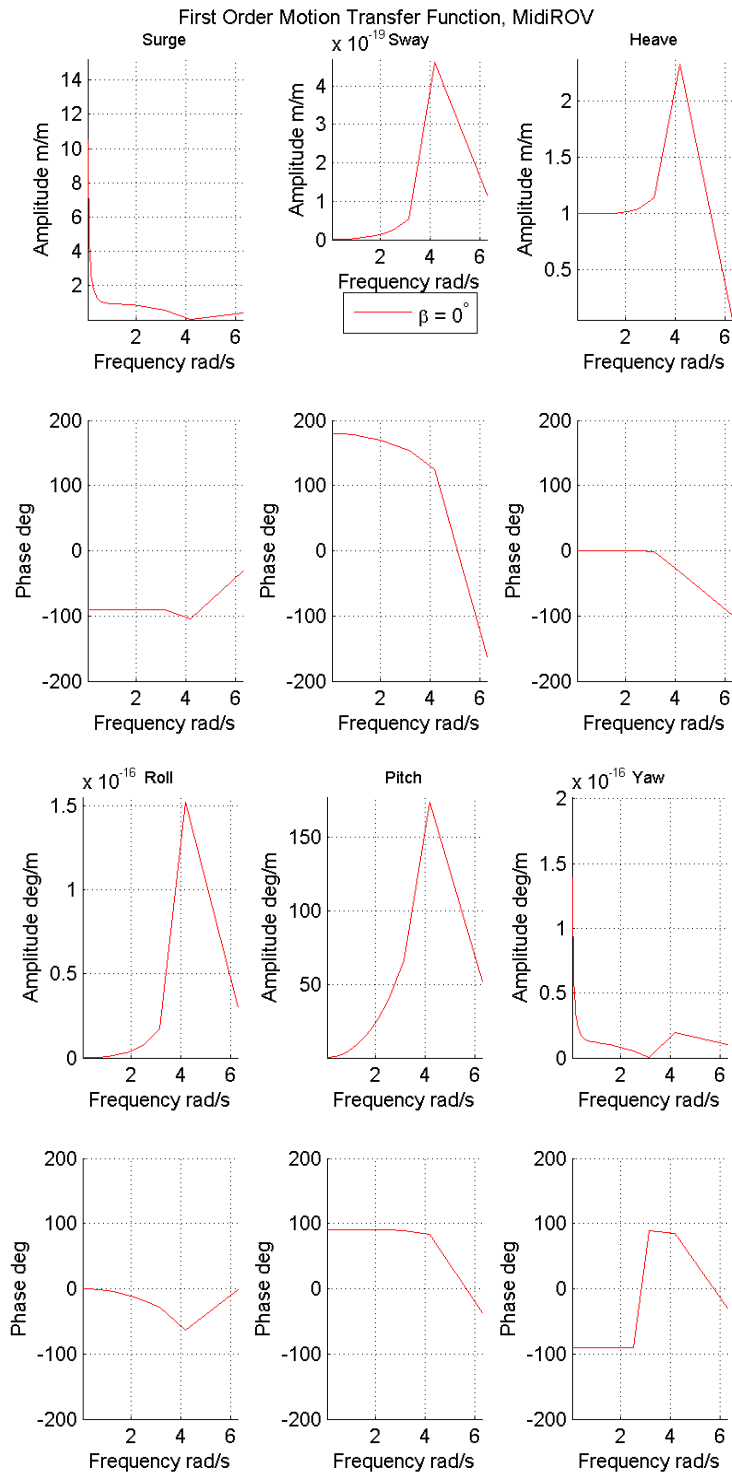 First Order Motion Transfer Function, MidiROV
Surge
x 10^-19 Sway
Heave
14
12
10
8
6
4
2
Amplitude m/m
2 4 6
Frequency rad/s
4
3
2
1
0
Amplitude m/m
2 4 6
Frequency rad/s
β = 0°
2
1.5
1
0.5
Amplitude m/m
2 4 6
Frequency rad/s
200
100
0
-100
-200
Phase deg
2 4 6
Frequency rad/s
200
100
0
-100
-200
Phase deg
2 4 6
Frequency rad/s
200
100
0
-100
-200
Phase deg
2 4 6
Frequency rad/s
x 10^-16 Roll
Pitch
x 10^-16 Yaw
1.5
1
0.5
0
Amplitude deg/m
2 4 6
Frequency rad/s
150
100
50
Amplitude deg/m
2 4 6
Frequency rad/s
2
1.5
1
0.5
0
Amplitude deg/m
2 4 6
Frequency rad/s
200
100
0
-100
-200
Phase deg
2 4 6
Frequency rad/s
200
100
0
-100
-200
Phase deg
2 4 6
Frequency rad/s
200
100
0
-100
-200
Phase deg
2 4 6
Frequency rad/s